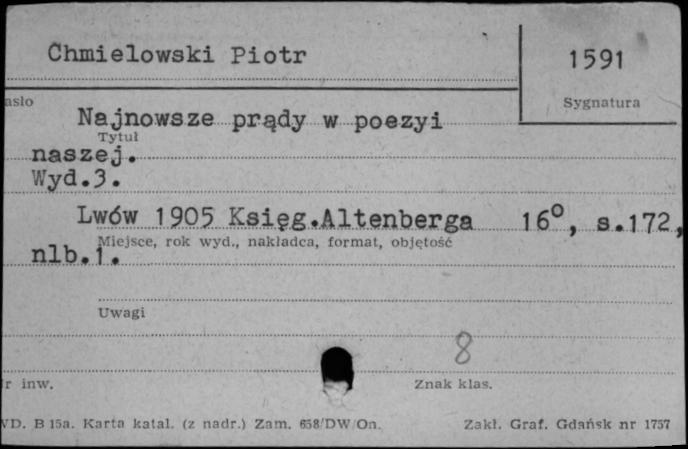 Chmielowski Piotr
1591
Sygnatura
asło
Najnowsze prądy w poezyi
Tytuł
naszej.
Wyd.3.
Lwów 1905 Księg.Altenberga 16°, s.172,
Miejsce, rok wyd., nakładca, format, objętość
nlb.1.
Uwagi
8
r inw.
Znak klas.
VD. B 15a. Karta katal. (z nadr.) Zam. 658/DW/On.
Zakł. Graf. Gdańsk nr 1757